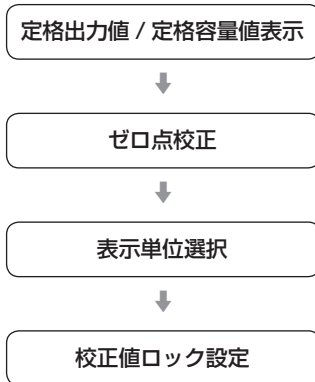 定格出力値 / 定格容量値表示
ゼロ点校正
表示単位選択
校正値ロック設定